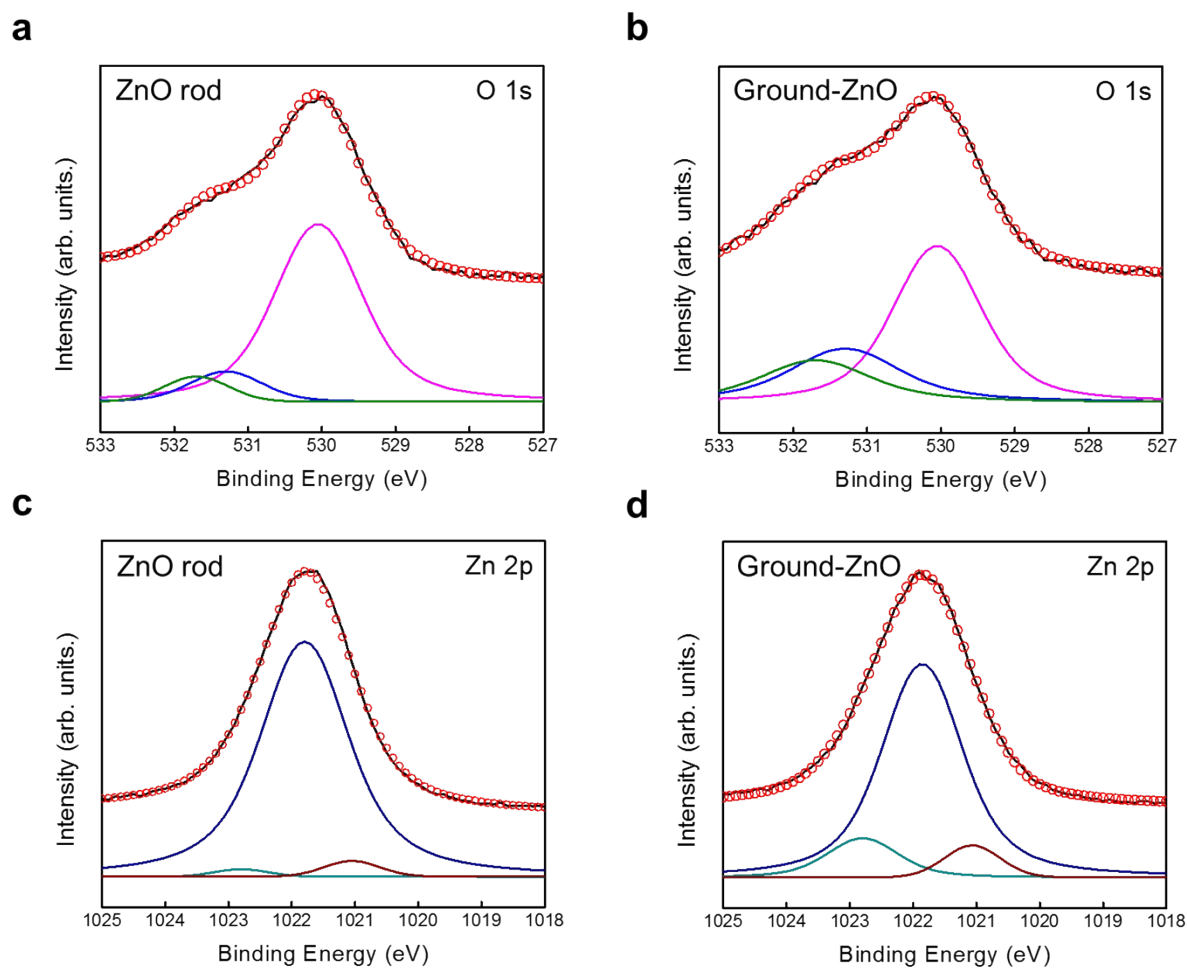 a
ZnO rod
O 1s
Intensity (arb. units.)
533 532 531 530 529 528 527
Binding Energy (eV)
b
Ground-ZnO
O 1s
Intensity (arb. units.)
533 532 531 530 529 528 527
Binding Energy (eV)
c
ZnO rod
Zn 2p
Intensity (arb. units.)
1025 1024 1023 1022 1021 1020 1019 1018
Binding Energy (eV)
d
Ground-ZnO
Zn 2p
Intensity (arb. units.)
1025 1024 1023 1022 1021 1020 1019 1018
Binding Energy (eV)